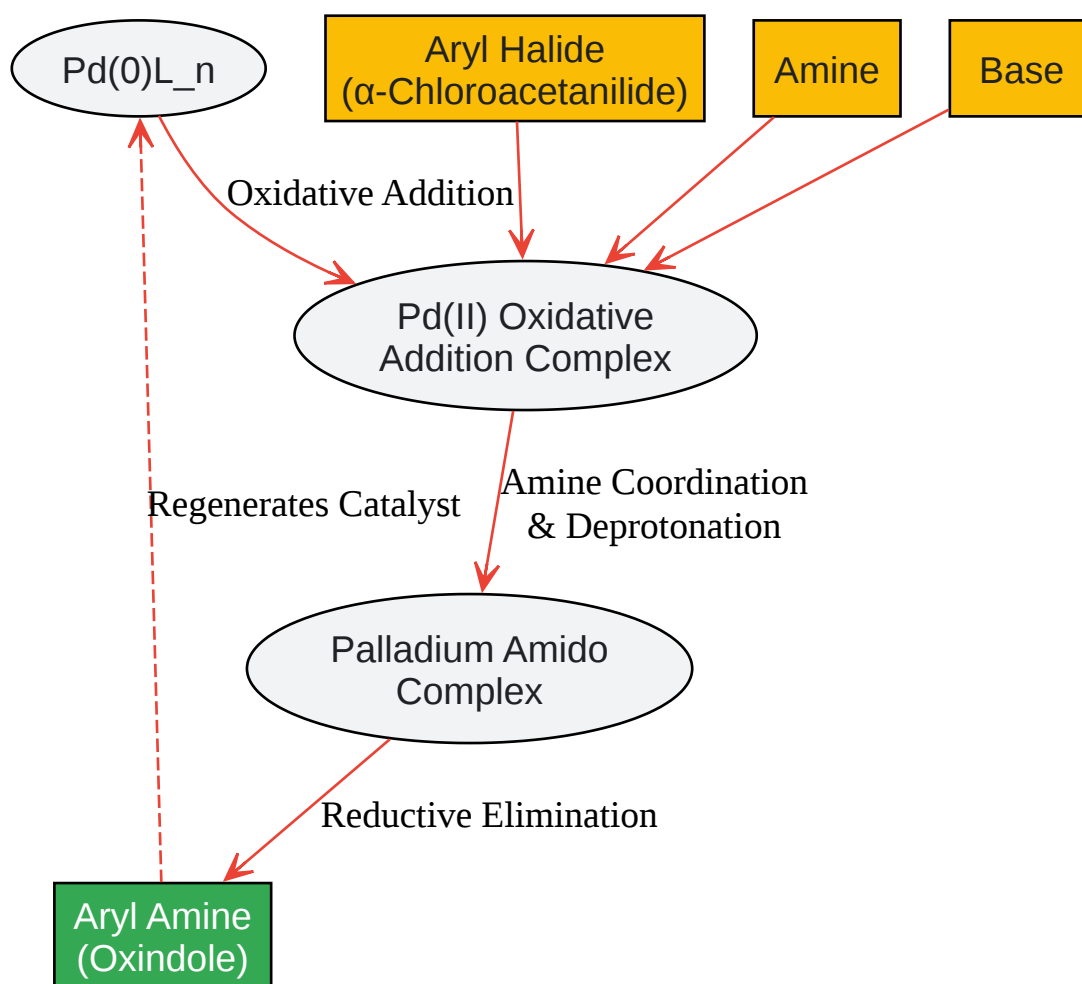 Pd(0)L_n
Aryl Halide
(α-Chloroacetanilide)
Amine
Base
Oxidative Addition
Pd(II) Oxidative
Addition Complex
Regenerates Catalyst
Amine Coordination
& Deprotonation
Palladium Amido
Complex
Reductive Elimination
Aryl Amine
(Oxindole)